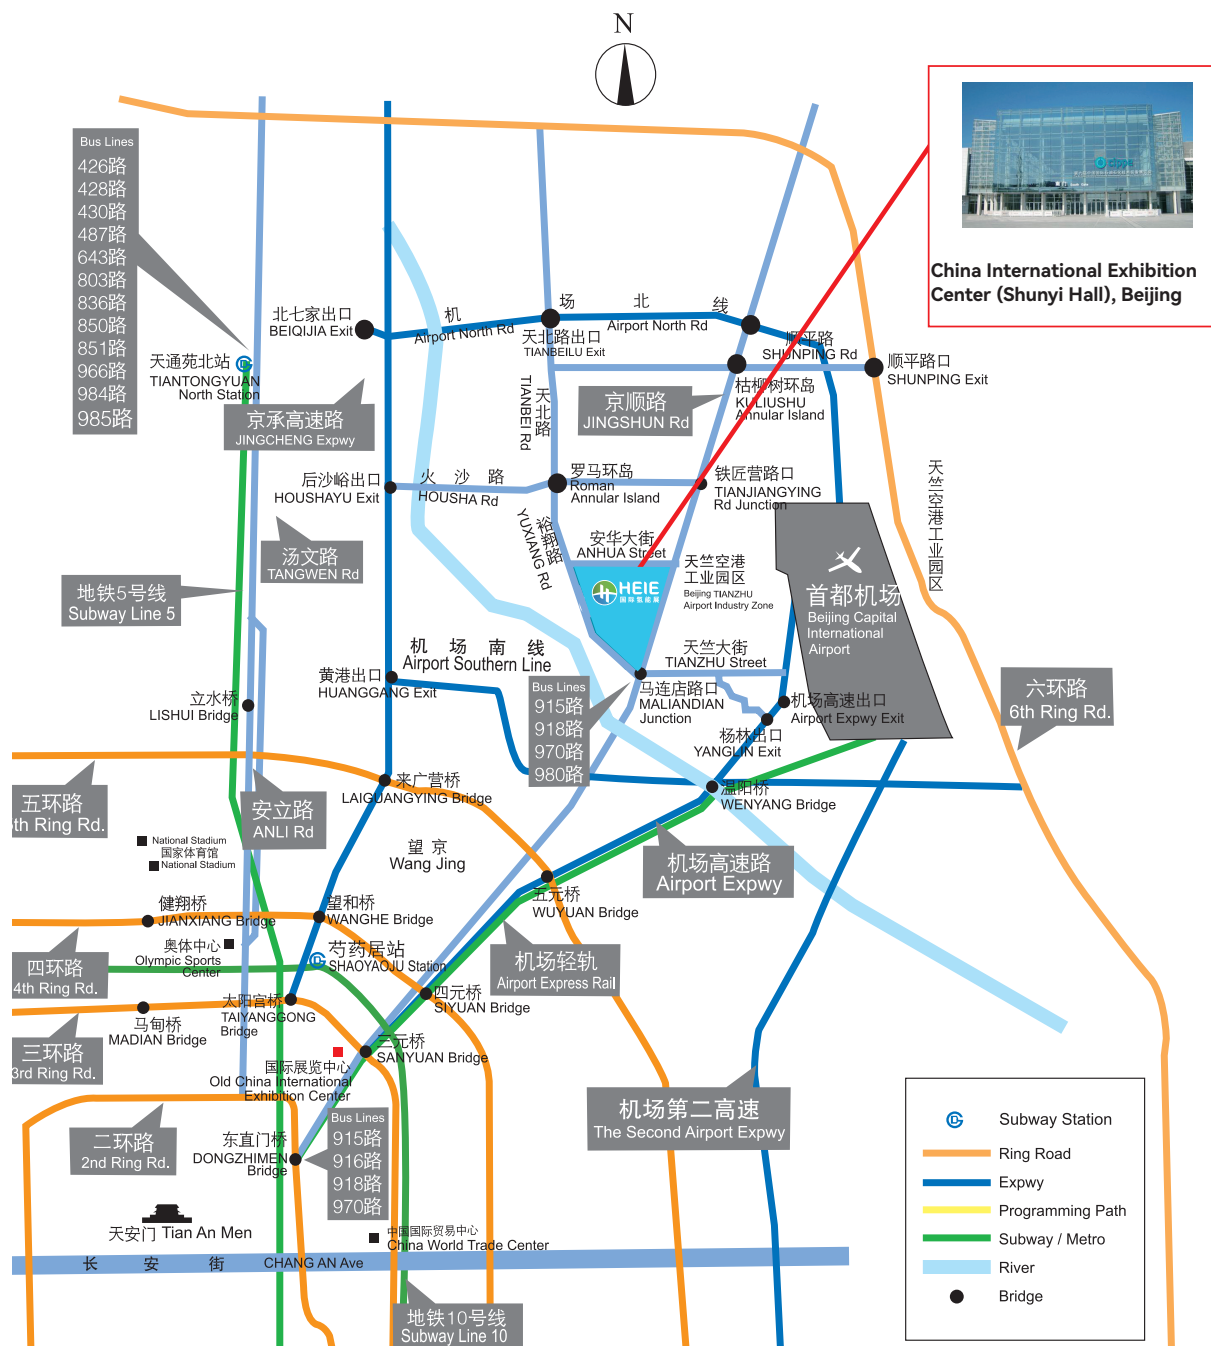 N
cippe
China International Exhibition
Center (Shunyi Hall), Beijing
Bus Lines
426路
428路
430路
487路
643路
803路
836路
850路
851路
966路
984路
985路
天通苑北站
TIANTONGYUAN
North Station
北七家出口
BEIQIJIA Exit
机 场 北 线
Airport North Rd
Airport North Rd
天北路出口
TIANBEILU Exit
顺平路
SHUNPING Rd
顺平路口
SHUNPING Exit
京承高速路
JINGCHENG Expwy
天北路
TIANBEI Rd
京顺路
JINGSHUN Rd
枯柳树环岛
KULIUSHU
Annular Island
后沙峪出口
HOUSHAYU Exit
火 沙 路
HOUSHA Rd
罗马环岛
Roman
Annular Island
铁匠营路口
TIANJIANGYING
Rd Junction
天竺空港工业园区
裕翔路
YUXIANG Rd
安华大街
ANHUA Street
汤文路
TANGWEN Rd
地铁5号线
Subway Line 5
HEIE
国际氢能展
天竺空港
工业园区
Beijing TIANZHU
Airport Industry Zone
首都机场
Beijing Capital
International
Airport
机 场 南 线
Airport Southern Line
天竺大街
TIANZHU Street
黄港出口
HUANGGANG Exit
六环路
6th Ring Rd.
Bus Lines
915路
918路
970路
980路
马连店路口
MALIANDIAN
Junction
机场高速出口
Airport Expwy Exit
立水桥
LISHUI Bridge
杨林出口
YANGLIN Exit
来广营桥
LAIGUANGYING Bridge
温阳桥
WENYANG Bridge
五环路
5th Ring Rd.
安立路
ANLI Rd
National Stadium
国家体育馆
National Stadium
望 京
Wang Jing
机场高速路
Airport Expwy
健翔桥
JIANXIANG Bridge
望和桥
WANGHE Bridge
五元桥
WUYUAN Bridge
奥体中心
Olympic Sports
Center
芍药居站
SHAOYAOJU Station
机场轻轨
Airport Express Rail
四环路
4th Ring Rd.
太阳宫桥
TAIYANGGONG
Bridge
四元桥
SIYUAN Bridge
马甸桥
MADIAN Bridge
三环路
3rd Ring Rd.
三元桥
SANYUAN Bridge
国际展览中心
Old China International
Exhibition Center
机场第二高速
The Second Airport Expwy
二环路
2nd Ring Rd.
东直门桥
DONGZHIMEN
Bridge
Bus Lines
915路
916路
918路
970路
天安门 Tian An Men
中国国际贸易中心
China World Trade Center
长 安 街 CHANG AN Ave
地铁10号线
Subway Line 10
Subway Station
Ring Road
Expwy
Programming Path
Subway / Metro
River
Bridge